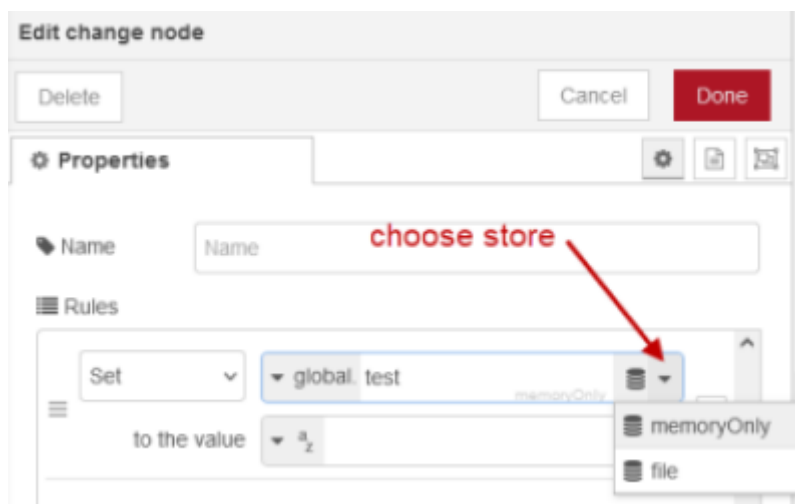 Edit change node
Delete Cancel Done
Properties
Name Name choose store
Rules
Set global. test memoryOnly
to the value a z
memoryOnly
file